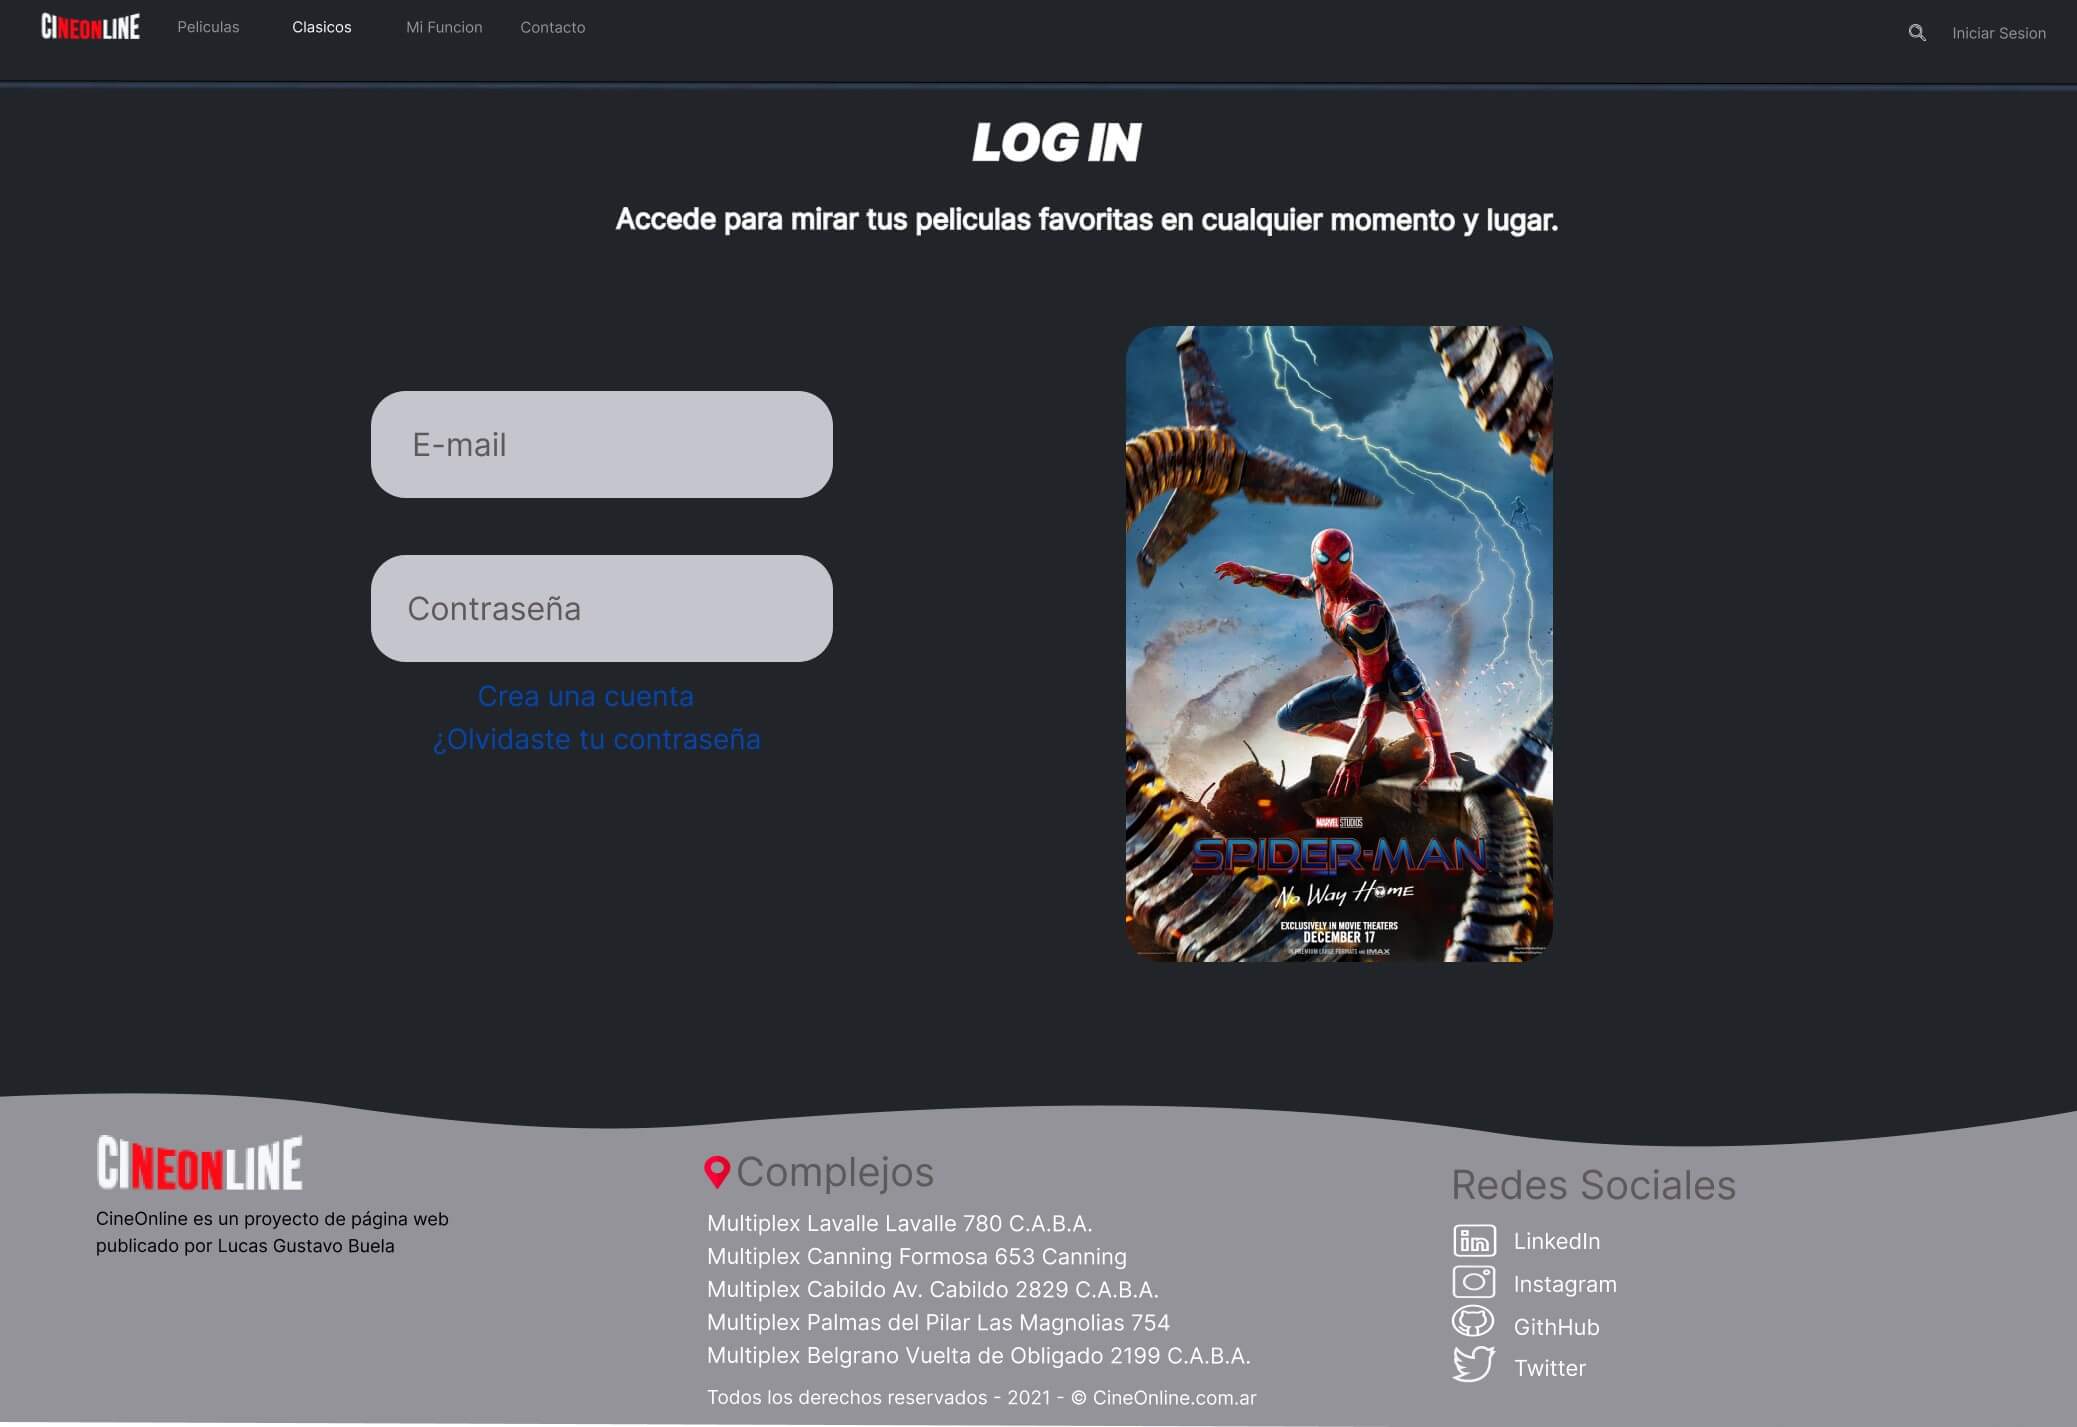 CINEONLINE
Peliculas
Clasicos
Mi Funcion
Contacto
Iniciar Sesion
LOG IN
Accede para mirar tus peliculas favoritas en cualquier momento y lugar.
E-mail
Contraseña
Crea una cuenta
¿Olvidaste tu contraseña
MARVEL STUDIOS
SPIDER-MAN
No Way Home
EXCLUSIVELY IN MOVIE THEATERS
DECEMBER 17
IN PREMIUM LARGE FORMATS AND IMAX
CINEONLINE
CineOnline es un proyecto de página web
publicado por Lucas Gustavo Buela
Complejos
Multiplex Lavalle Lavalle 780 C.A.B.A.
Multiplex Canning Formosa 653 Canning
Multiplex Cabildo Av. Cabildo 2829 C.A.B.A.
Multiplex Palmas del Pilar Las Magnolias 754
Multiplex Belgrano Vuelta de Obligado 2199 C.A.B.A.
Todos los derechos reservados - 2021 - © CineOnline.com.ar
Redes Sociales
in LinkedIn
Instagram
GithHub
Twitter